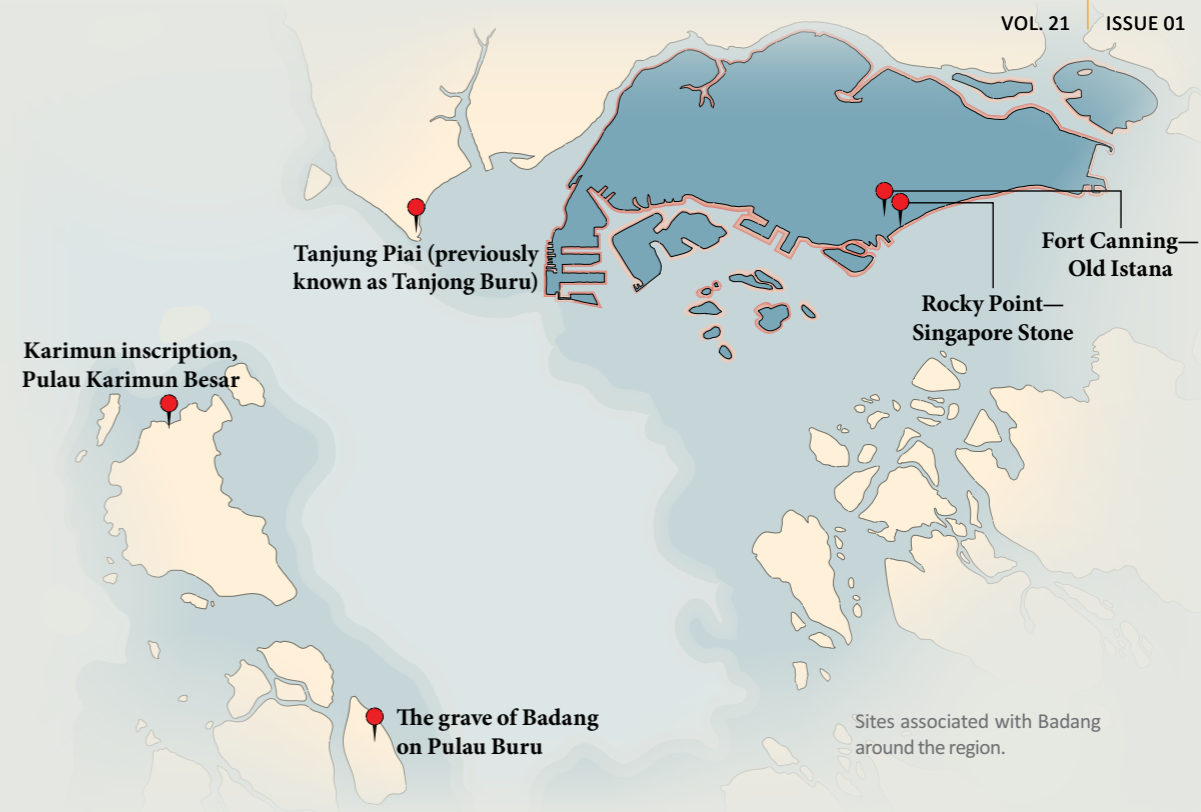 VOL. 21 ISSUE 01
Tanjung Piai (previously
known as Tanjong Buru)
Fort Canning—
Old Istana
Rocky Point—
Singapore Stone
Karimun inscription,
Pulau Karimun Besar
The grave of Badang
on Pulau Buru
Sites associated with Badang
around the region.